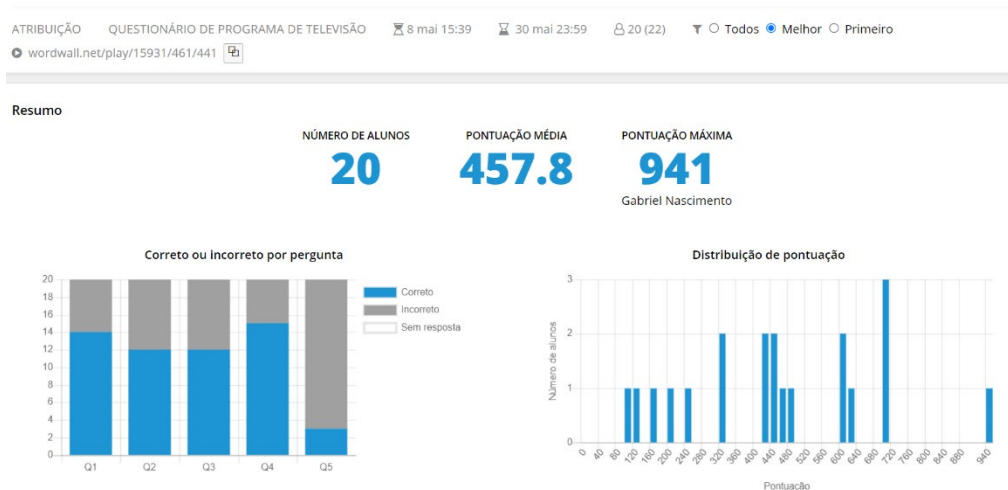 ATRIBUIÇÃO QUESTIONÁRIO DE PROGRAMA DE TELEVISÃO 8 mai 15:39 30 mai 23:59 20 (22) Todos Melhor Primeiro
wordwall.net/play/15931/461/441
Resumo
NÚMERO DE ALUNOS PONTUAÇÃO MÉDIA PONTUAÇÃO MÁXIMA
20 457.8 941
Gabriel Nascimento
Correto ou incorreto por pergunta
20
18
16
14
12
10
8
6
4
2
0
Q1 Q2 Q3 Q4 Q5
Correto
Incorreto
Sem resposta
Distribuição de pontuação
Número de alunos
3
2
1
0
0 40 80 120 160 200 240 280 320 360 400 440 480 520 560 600 640 680 720 760 800 840 880 940
Pontuação